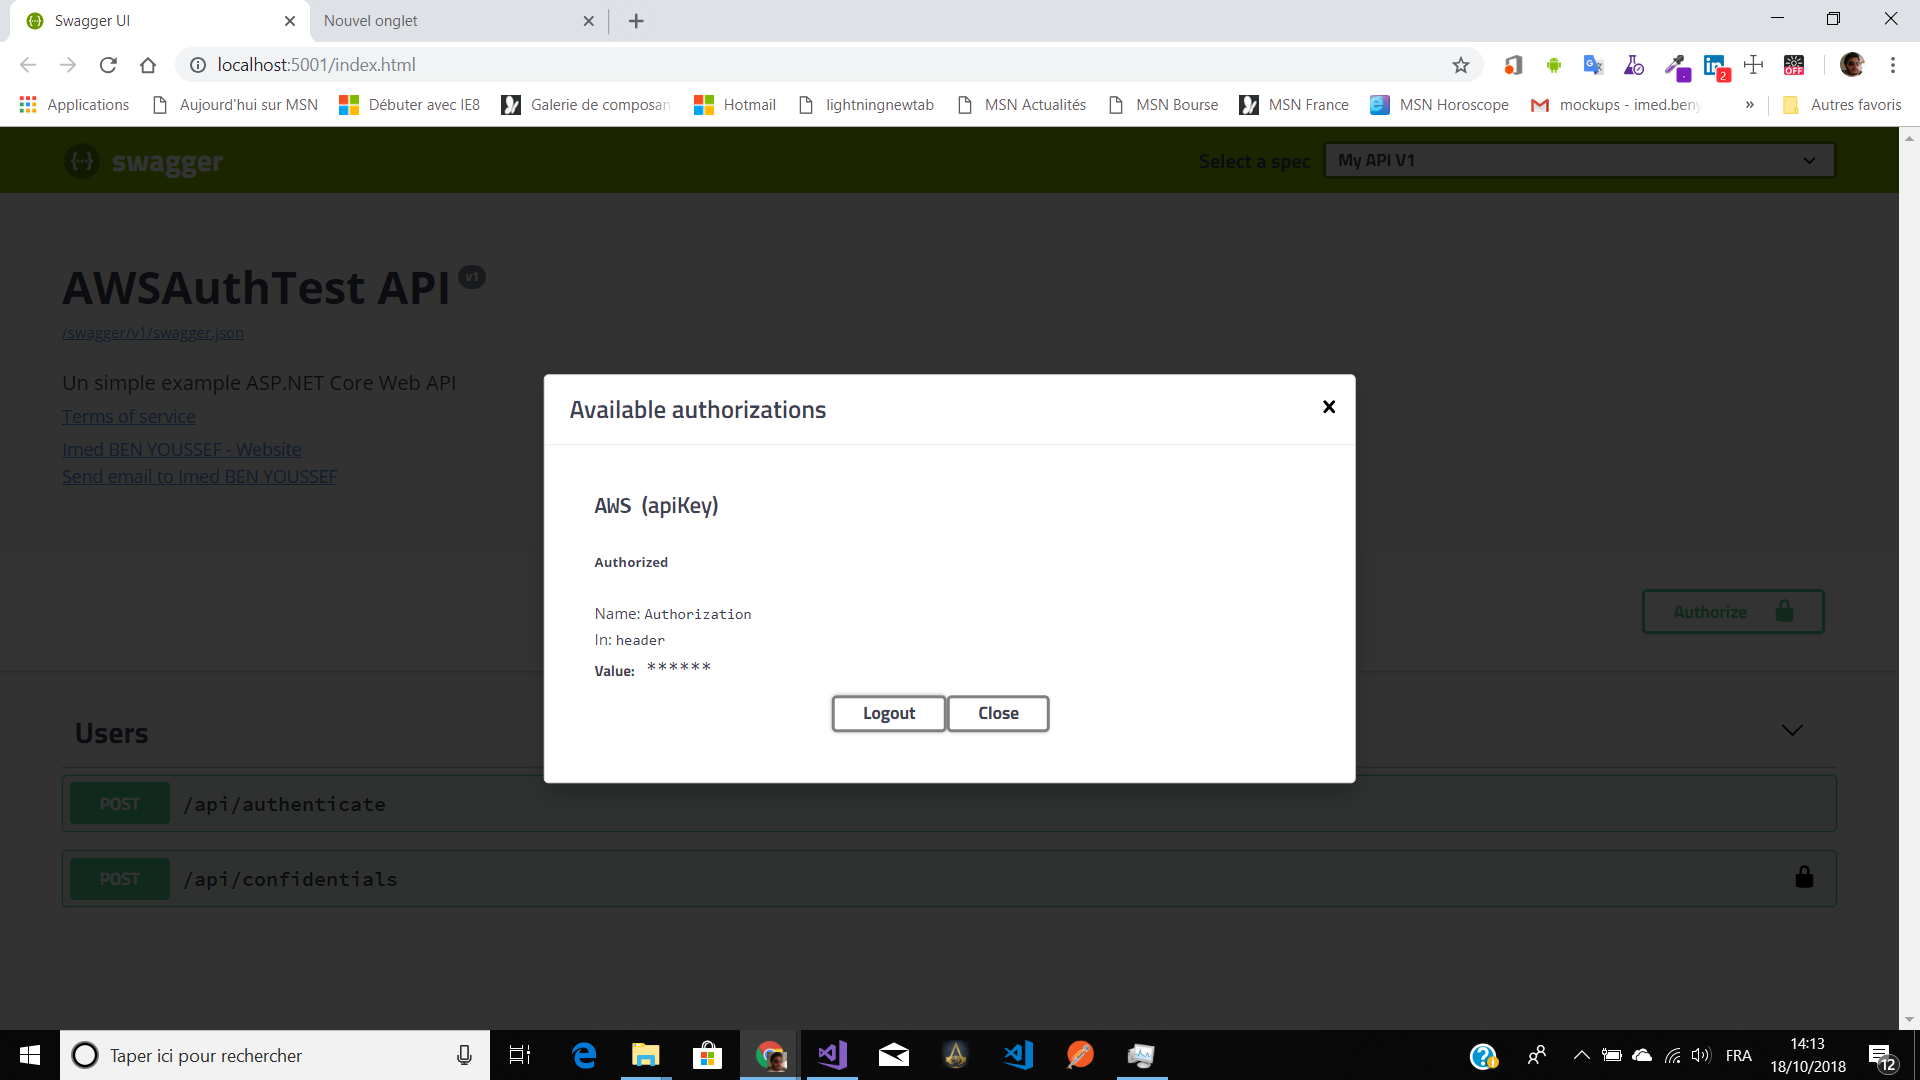 Swagger UI
Nouvel onglet
localhost:5001/index.html
2
OFF
Applications
Aujourd'hui sur MSN
Débuter avec IE8
Galerie de composan
Hotmail
lightningnewtab
MSN Actualités
MSN Bourse
MSN France
MSN Horoscope
mockups - imed.beny
»
Autres favoris
{···} swagger
Select a spec
My API V1
AWSAuthTest API v1
/swagger/v1/swagger.json
Un simple example ASP.NET Core Web API
Terms of service
Imed BEN YOUSSEF - Website
Send email to Imed BEN YOUSSEF
Available authorizations
AWS (apiKey)
Authorized
Name: Authorization
In: header
Value: ******
Logout
Close
Authorize
Users
POST /api/authenticate
POST /api/confidentials
Taper ici pour rechercher
FRA
14:13
18/10/2018
12